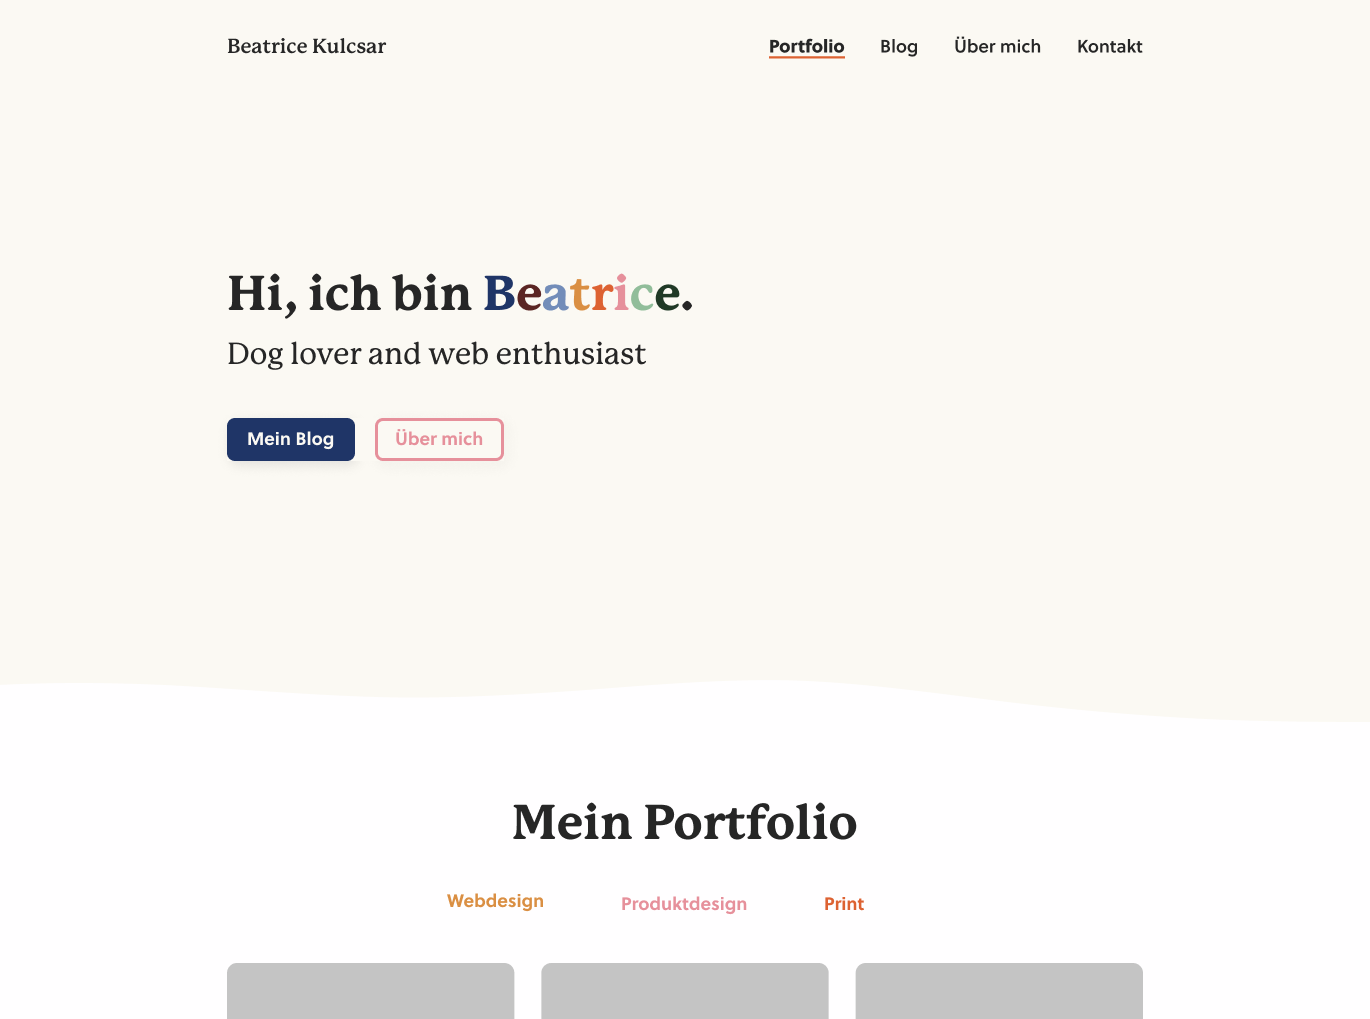 Beatrice Kulcsar
Portfolio Blog Über mich Kontakt
Hi, ich bin Beatrice.
Dog lover and web enthusiast
Mein Blog Über mich
Mein Portfolio
Webdesign Produktdesign Print